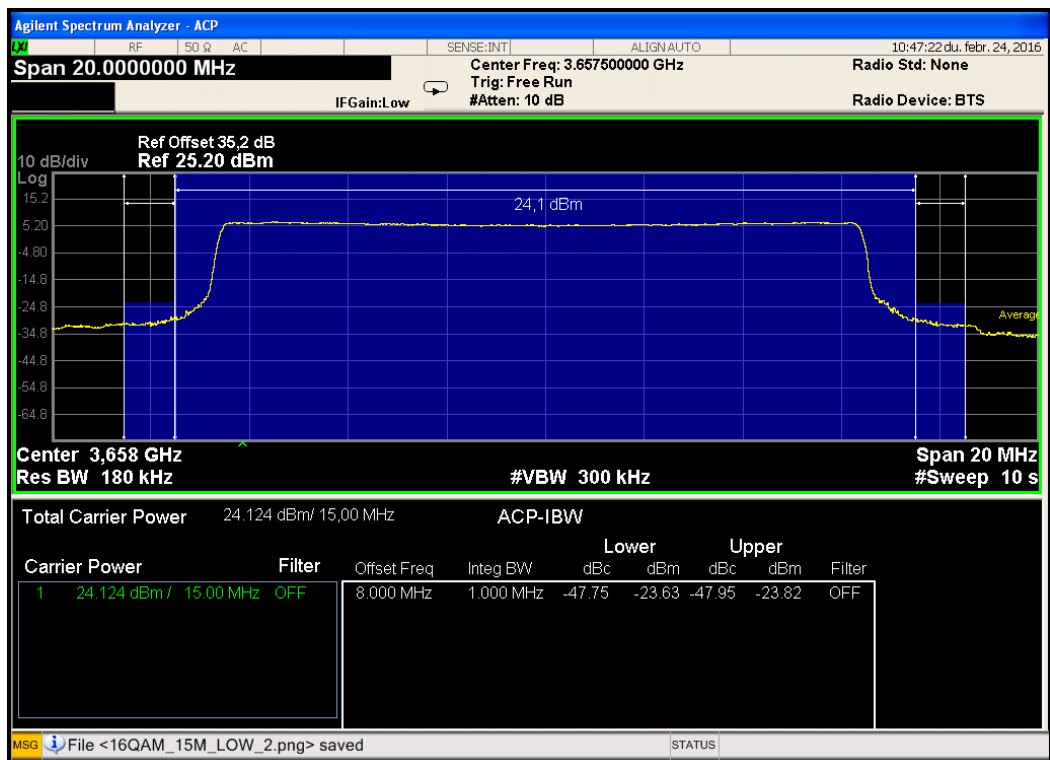 Agilent Spectrum Analyzer - ACP
LXI RF 50 Ω AC SENSE:INT ALIGN AUTO 10:47:22 du. febr. 24, 2016
Span 20.0000000 MHz
Center Freq: 3.657500000 GHz
Radio Std: None
Trig: Free Run
IFGain:Low
#Atten: 10 dB
Radio Device: BTS
Ref Offset 35,2 dB
10 dB/div Ref 25.20 dBm
Log
15.2
24,1 dBm
5.20
-4.80
-14.8
-24.8
Average
-34.8
-44.8
-54.8
-64.8
Center 3,658 GHz Span 20 MHz
Res BW 180 kHz #VBW 300 kHz #Sweep 10 s
Total Carrier Power 24.124 dBm/ 15,00 MHz ACP-IBW
Lower Upper
Carrier Power Filter Offset Freq Integ BW dBc dBm dBc dBm Filter
1 24.124 dBm / 15.00 MHz OFF 8.000 MHz 1.000 MHz -47.75 -23.63 -47.95 -23.82 OFF
MSG File <16QAM_15M_LOW_2.png> saved STATUS